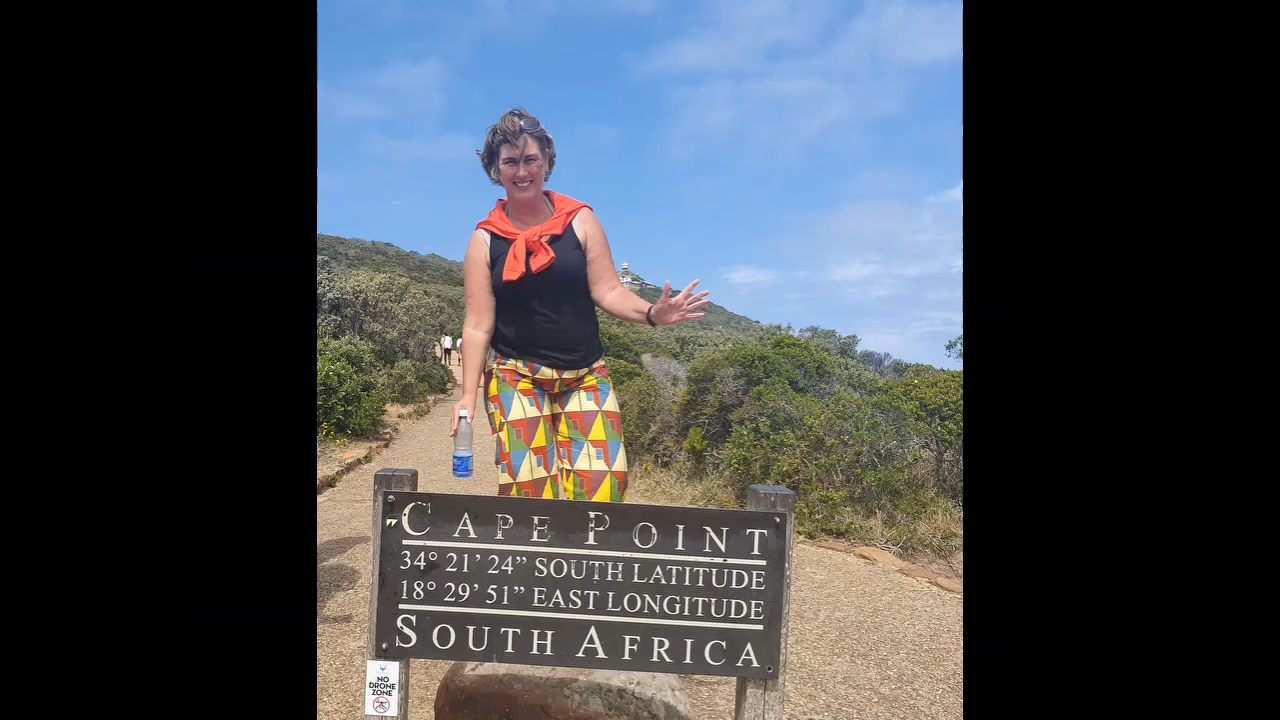 CAPE POINT
34° 21' 24" SOUTH LATITUDE
18° 29' 51" EAST LONGITUDE
SOUTH AFRICA
NO
DRONE
ZONE